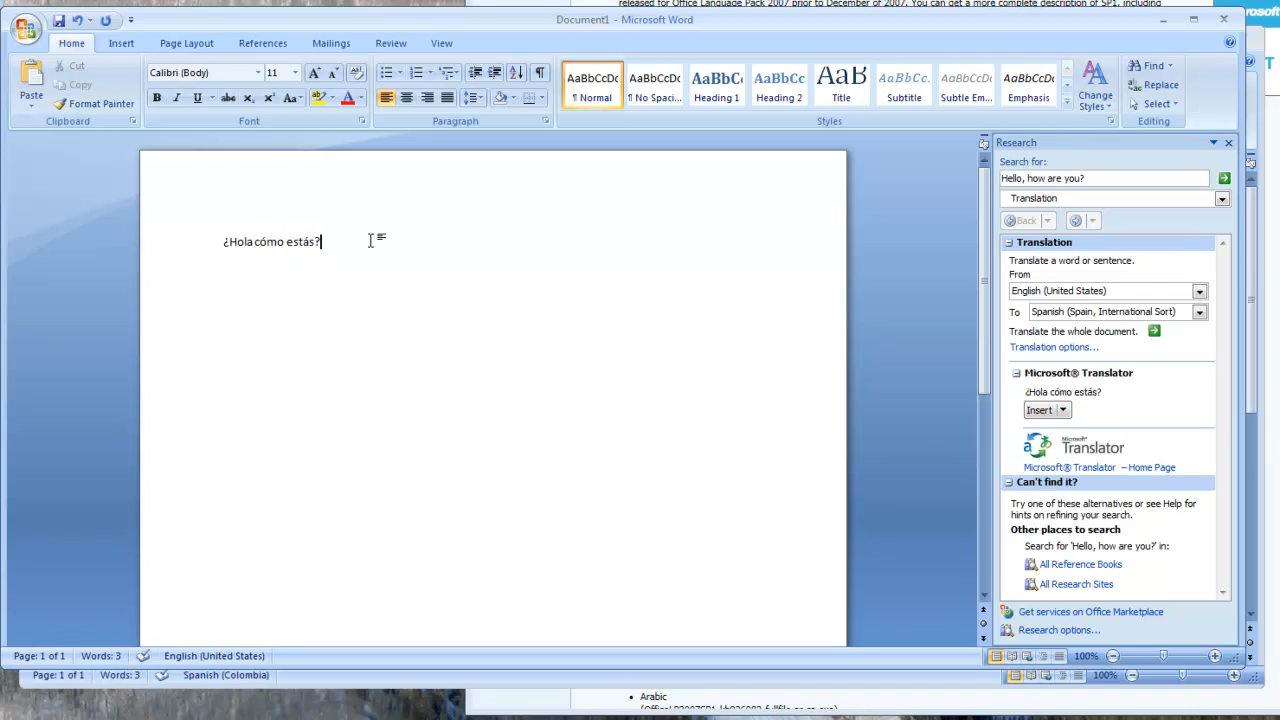 released for Office Language Pack 2007 prior to December of 2007. You can get a more complete description of SP1, including
Document1 - Microsoft Word
osoft
Home Insert Page Layout References Mailings Review View
Paste
Cut
Copy
Format Painter
Clipboard
Calibri (Body) 11
B I U abc x₂ x² Aa ab A
Font
Paragraph
AaBbCcDc AaBbCcDc AaBbC AaBbCc AaB AaBbCc. AaBbCcDc AaBbCcDc
¶ Normal ¶ No Spaci... Heading 1 Heading 2 Title Subtitle Subtle Em... Emphasis
Change
Styles
Styles
Find
Replace
Select
Editing
¿Hola cómo estás?
Research
Search for:
Hello, how are you?
Translation
Back
Translation
Translate a word or sentence.
From
English (United States)
To Spanish (Spain, International Sort)
Translate the whole document.
Translation options...
Microsoft® Translator
¿Hola cómo estás?
Insert
Microsoft®
Translator
Microsoft® Translator – Home Page
Can't find it?
Try one of these alternatives or see Help for
hints on refining your search.
Other places to search
Search for 'Hello, how are you?' in:
All Reference Books
All Research Sites
Get services on Office Marketplace
Research options...
Page: 1 of 1 Words: 3 English (United States) 100%
Page: 1 of 1 Words: 3 Spanish (Colombia) 100%
Arabic